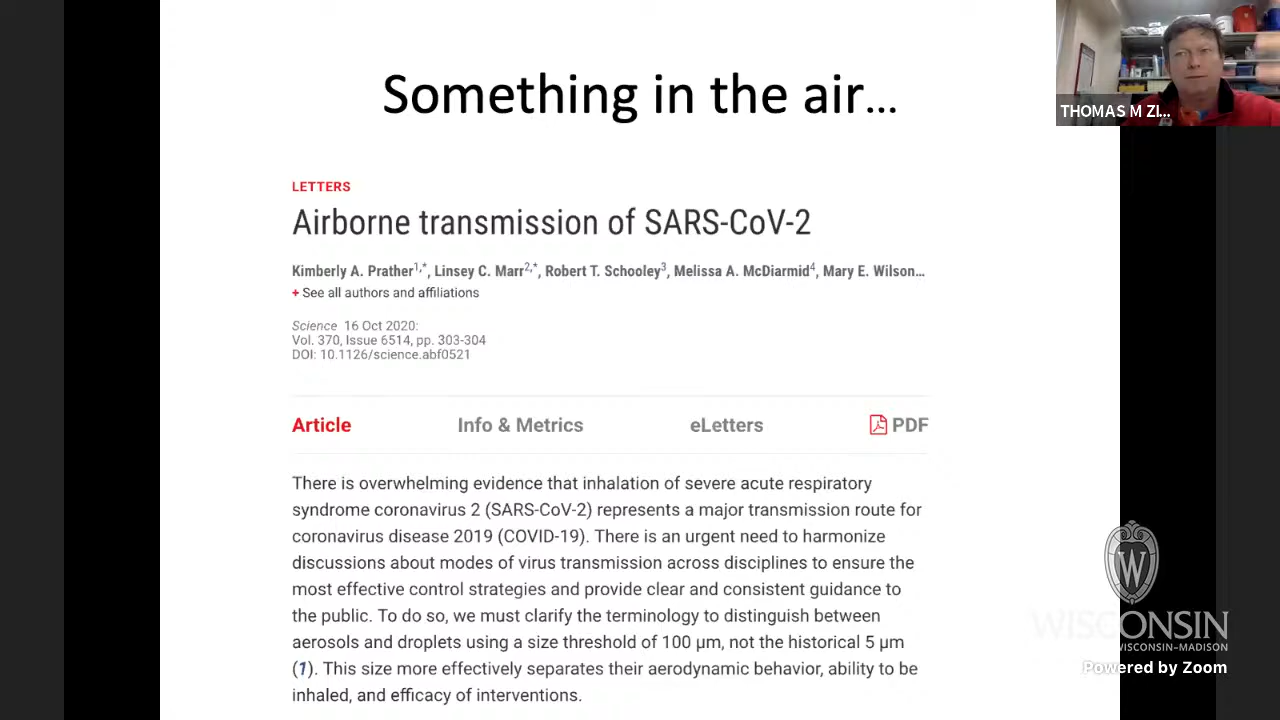 Something in the air…
THOMAS M ZI...
LETTERS
Airborne transmission of SARS-CoV-2
Kimberly A. Prather1,*, Linsey C. Marr2,*, Robert T. Schooley3, Melissa A. McDiarmid4, Mary E. Wilson…
+ See all authors and affiliations
Science 16 Oct 2020:
Vol. 370, Issue 6514, pp. 303-304
DOI: 10.1126/science.abf0521
Article Info & Metrics eLetters PDF
There is overwhelming evidence that inhalation of severe acute respiratory
syndrome coronavirus 2 (SARS-CoV-2) represents a major transmission route for
coronavirus disease 2019 (COVID-19). There is an urgent need to harmonize
discussions about modes of virus transmission across disciplines to ensure the
most effective control strategies and provide clear and consistent guidance to
the public. To do so, we must clarify the terminology to distinguish between
aerosols and droplets using a size threshold of 100 μm, not the historical 5 μm
(1). This size more effectively separates their aerodynamic behavior, ability to be
inhaled, and efficacy of interventions.
W
WISCONSIN
WISCONSIN–MADISON
Powered by Zoom